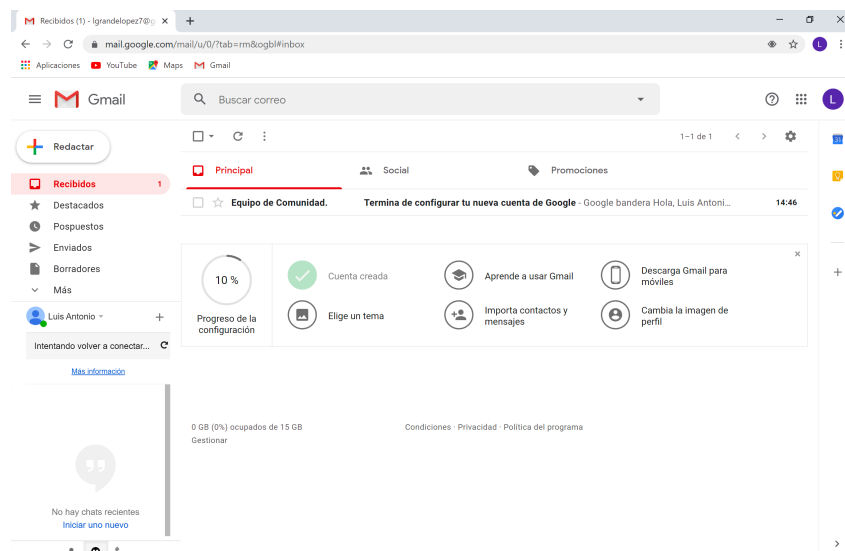 Recibidos (1) - lgrandelopez7@g
mail.google.com/mail/u/0/?tab=rm&ogbl#inbox
Aplicaciones YouTube Maps Gmail
Gmail
Buscar correo
L
Redactar
1–1 de 1
31
Principal
Social
Promociones
Recibidos 1
Equipo de Comunidad. Termina de configurar tu nueva cuenta de Google - Google bandera Hola, Luis Antoni... 14:46
Destacados
Pospuestos
Enviados
Borradores
Más
10 %
Progreso de la
configuración
Cuenta creada
Aprende a usar Gmail
Descarga Gmail para
móviles
Elige un tema
Importa contactos y
mensajes
Cambia la imagen de
perfil
Luis Antonio
Intentando volver a conectar...
Más información
0 GB (0%) ocupados de 15 GB
Gestionar
Condiciones · Privacidad · Política del programa
No hay chats recientes
Iniciar uno nuevo